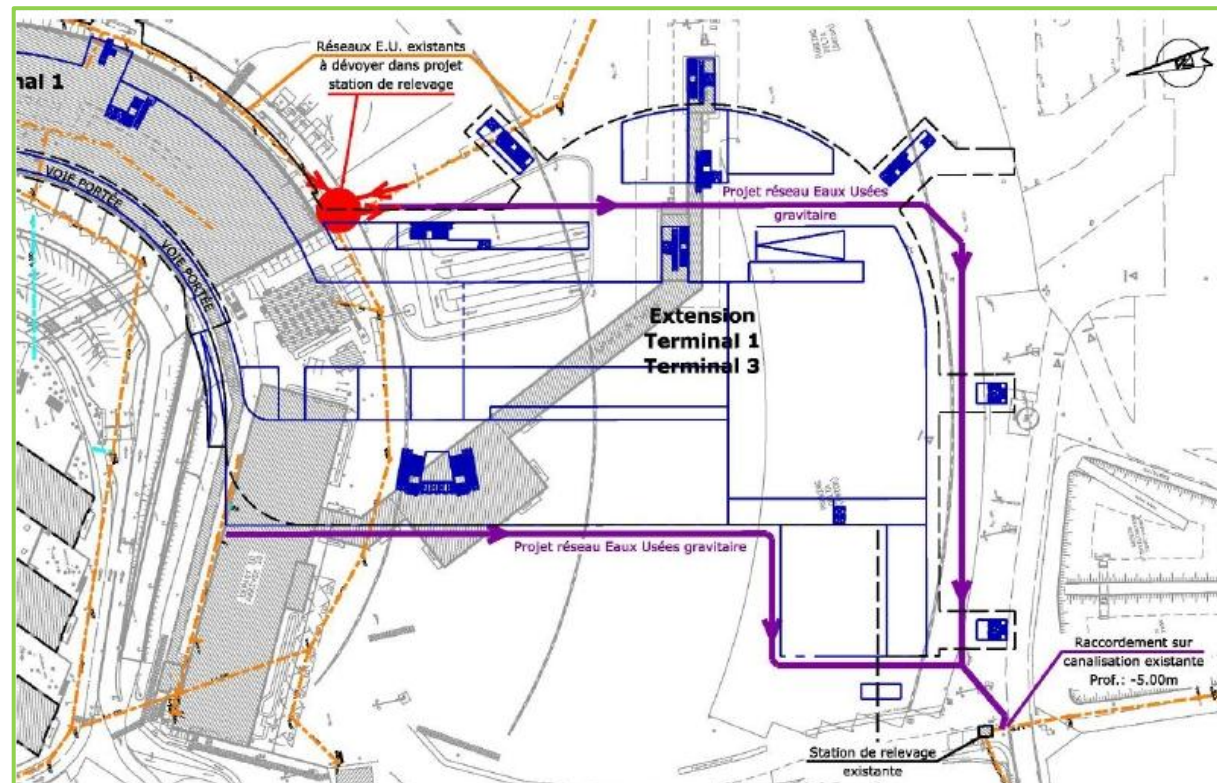 Réseaux E.U. existants
à dévoyer dans projet
station de relevage
nal 1
VOIE PORTÉE
VOIE PORTÉE
Projet réseau Eaux Usées
gravitaire
Extension
Terminal 1
Terminal 3
Projet réseau Eaux Usées gravitaire
Raccordement sur
canalisation existante
Prof.: -5.00m
Station de relevage
existante